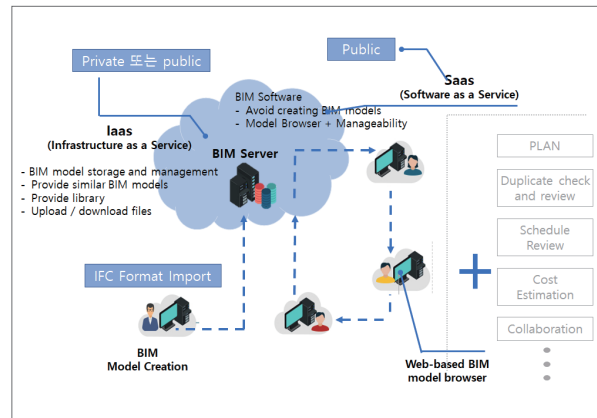 Private 또는 public
Public
Saas
(Software as a Service)
BIM Software
- Avoid creating BIM models
- Model Browser + Manageability
Iaas
(Infrastructure as a Service)
BIM Server
- BIM model storage and management
- Provide similar BIM models
- Provide library
- Upload / download files
IFC Format Import
BIM
Model Creation
Web-based BIM
model browser
PLAN
Duplicate check
and review
Schedule
Review
Cost
Estimation
Collaboration